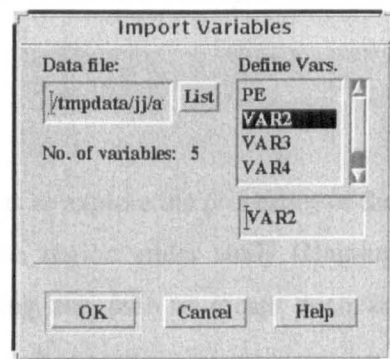 Import Variables
Data file:
/tmpdata/jj/a
List
No. of variables: 5
Define Vars.
PE
VAR2
VAR3
VAR4
VAR2
OK
Cancel
Help